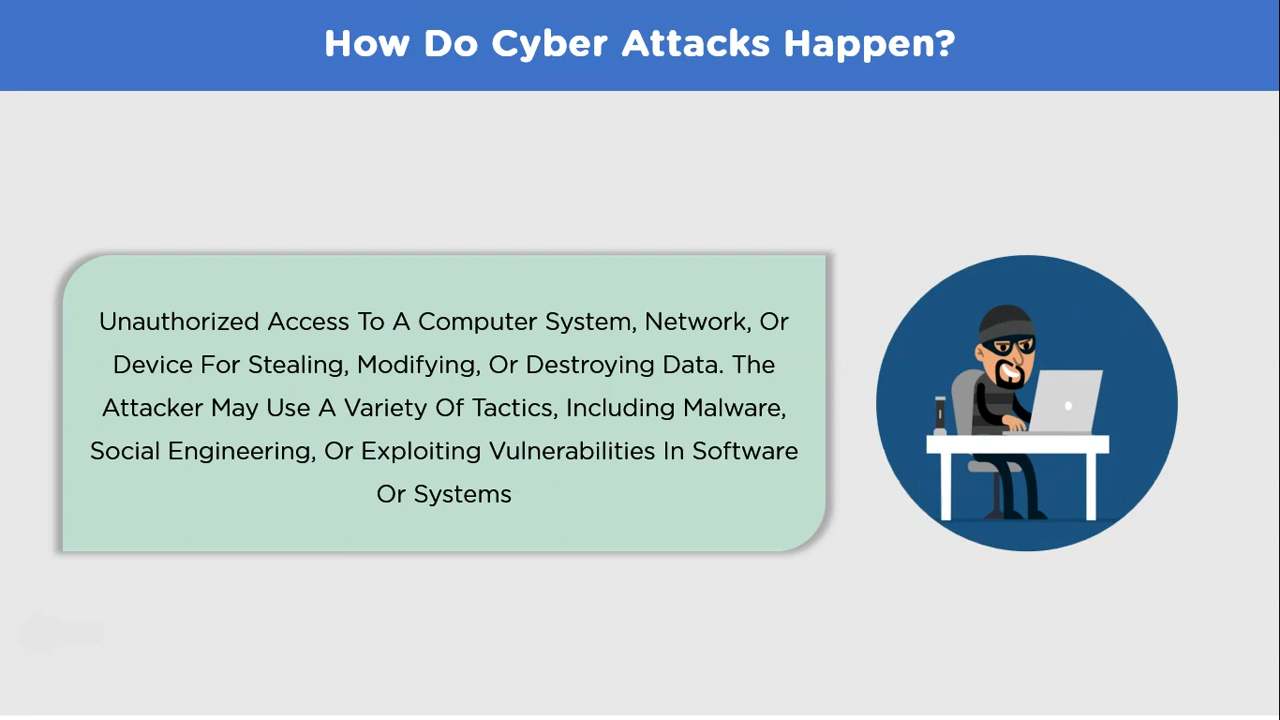 How Do Cyber Attacks Happen?
Unauthorized Access To A Computer System, Network, Or
Device For Stealing, Modifying, Or Destroying Data. The
Attacker May Use A Variety Of Tactics, Including Malware,
Social Engineering, Or Exploiting Vulnerabilities In Software
Or Systems